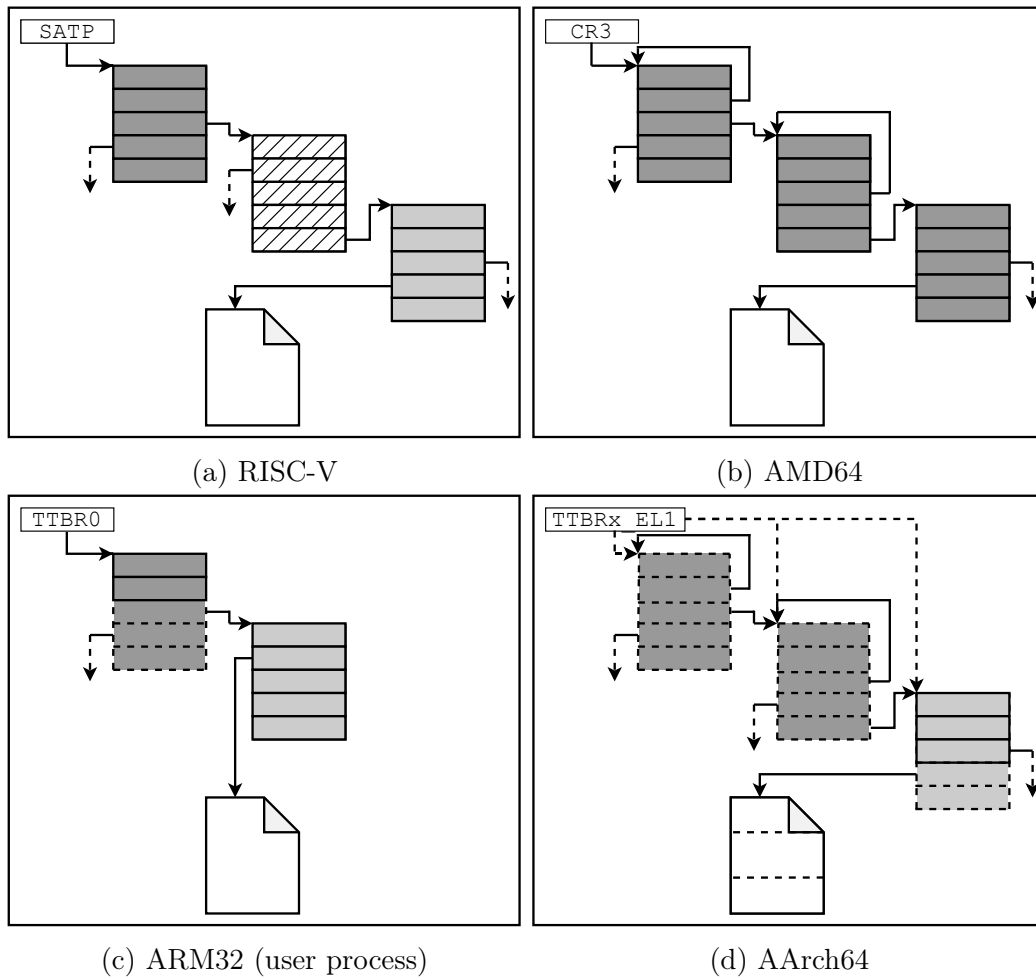 SATP
CR3
(a) RISC-V
(b) AMD64
TTBR0
TTBRx_EL1
(c) ARM32 (user process)
(d) AArch64